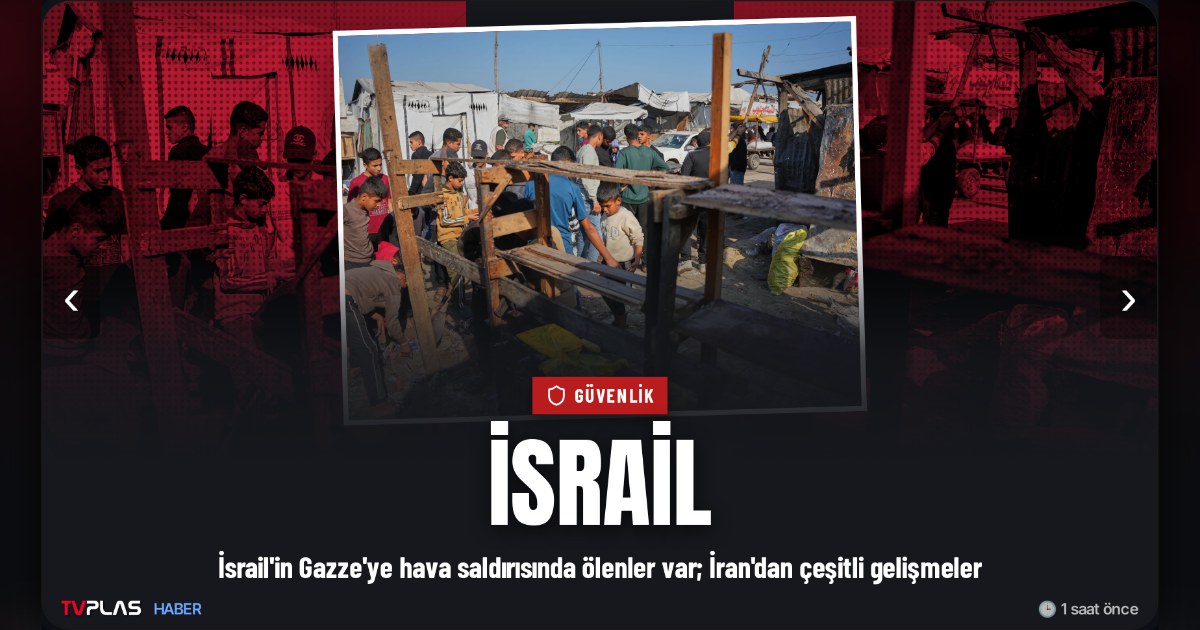 GÜVENLİK
İSRAİL
İsrail'in Gazze'ye hava saldırısında ölenler var; İran'dan çeşitli gelişmeler
TVPLAS HABER
1 saat önce